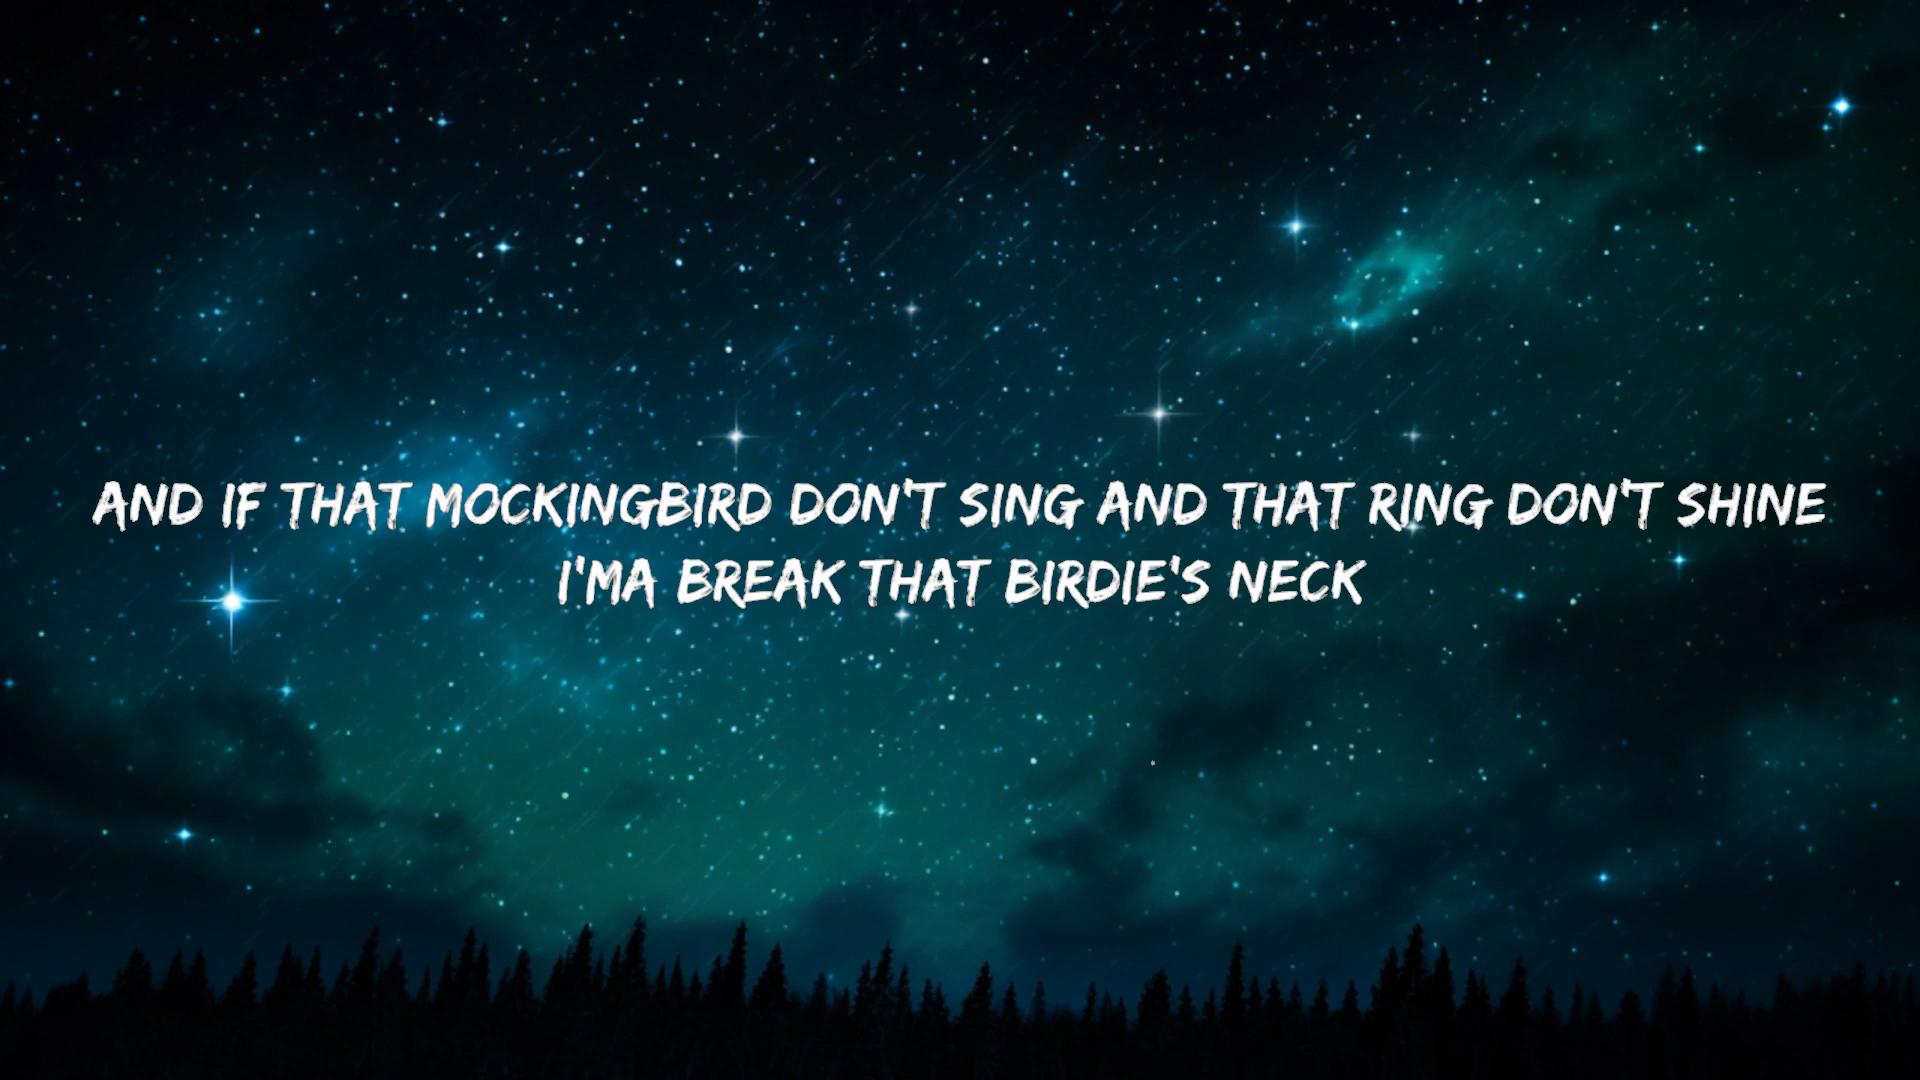 AND IF THAT MOCKINGBIRD DON'T SING AND THAT RING DON'T SHINE
I'MA BREAK THAT BIRDIE'S NECK